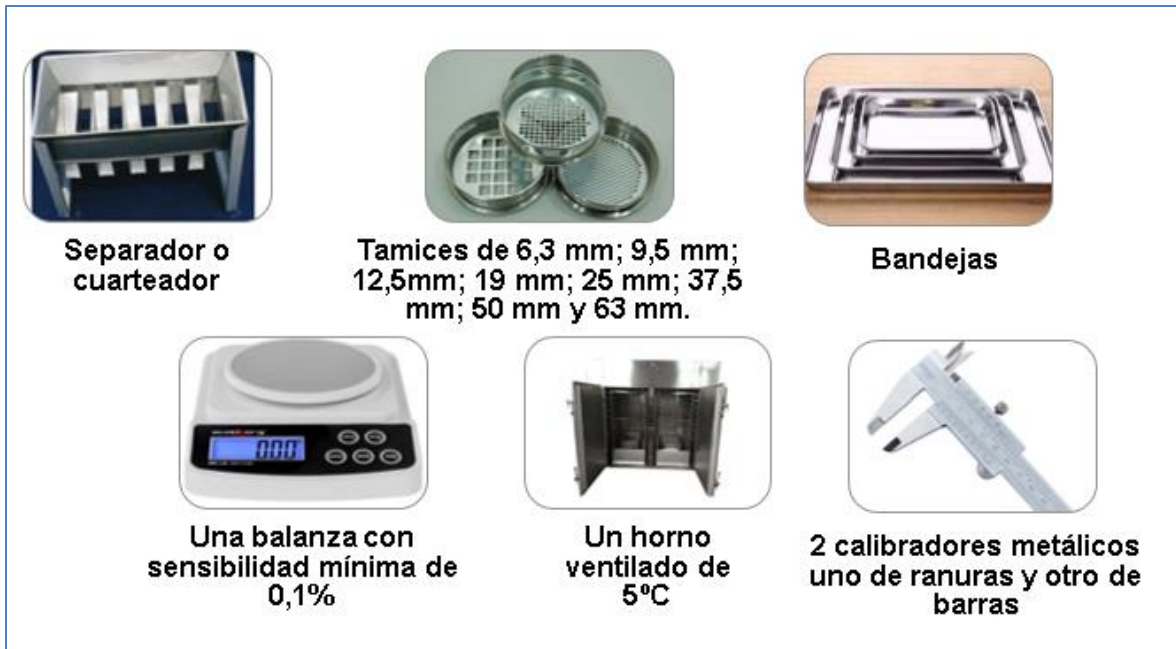 Separador o
cuarteador
Tamices de 6,3 mm; 9,5 mm;
12,5mm; 19 mm; 25 mm; 37,5
mm; 50 mm y 63 mm.
Bandejas
000
Una balanza con
sensibilidad mínima de
0,1%
Un horno
ventilado de
5ºC
2 calibradores metálicos
uno de ranuras y otro de
barras